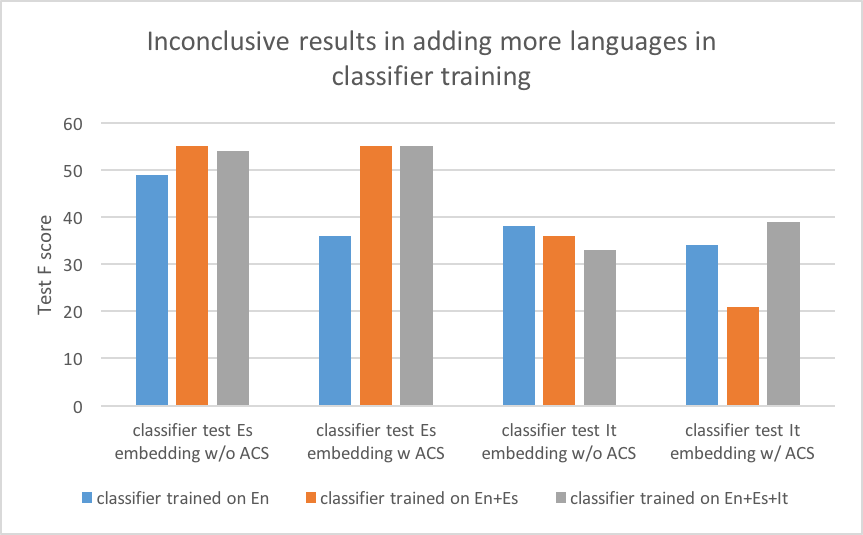 Inconclusive results in adding more languages in
classifier training
60
50
40
30
20
10
0
Test F score
classifier test Es
embedding w/o ACS
classifier test Es
embedding w ACS
classifier test It
embedding w/o ACS
classifier test It
embedding w/ ACS
classifier trained on En
classifier trained on En+Es
classifier trained on En+Es+It